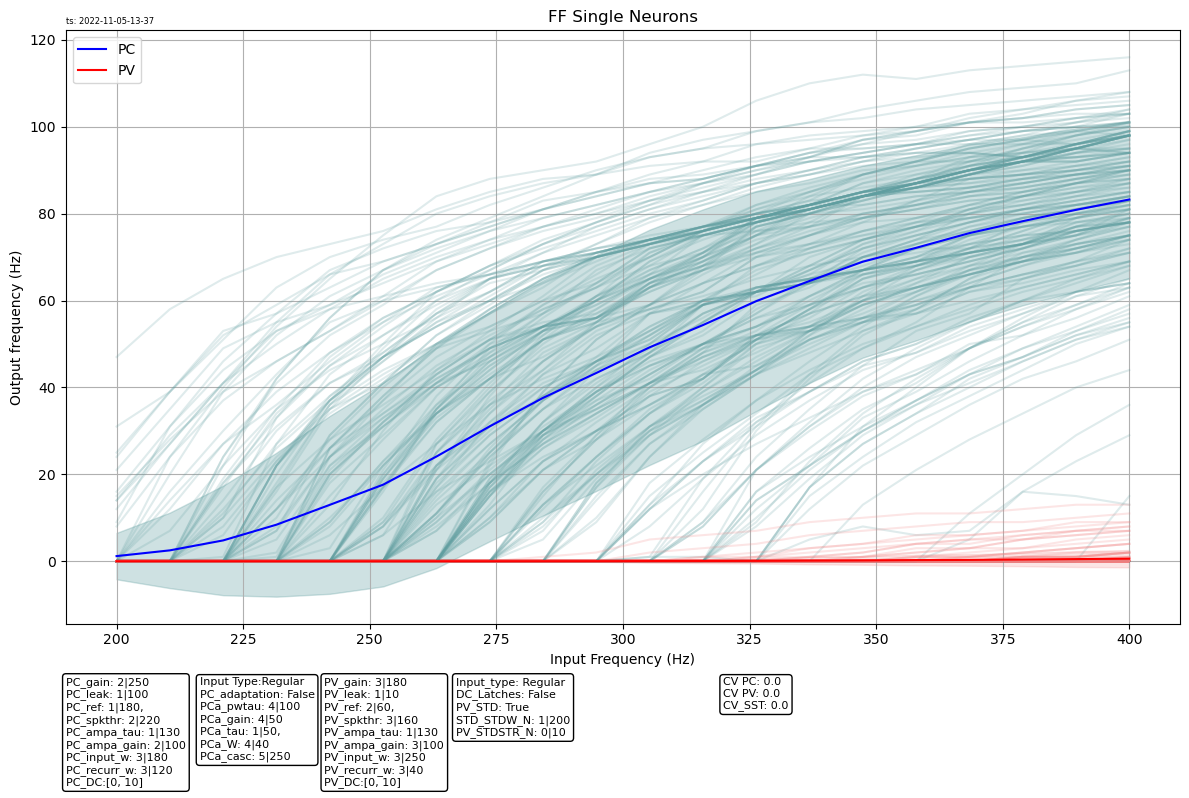 ts: 2022-11-05-13-37
FF Single Neurons
PC
PV
Output frequency (Hz)
120
100
80
60
40
20
0
200
225
250
275
300
325
350
375
400
Input Frequency (Hz)
PC_gain: 2|250
PC_leak: 1|100
PC_ref: 1|180,
PC_spkthr: 2|220
PC_ampa_tau: 1|130
PC_ampa_gain: 2|100
PC_input_w: 3|180
PC_recurr_w: 3|120
PC_DC:[0, 10]
Input Type:Regular
PC_adaptation: False
PCa_pwtau: 4|100
PCa_gain: 4|50
PCa_tau: 1|50,
PCa_W: 4|40
PCa_casc: 5|250
PV_gain: 3|180
PV_leak: 1|10
PV_ref: 2|60,
PV_spkthr: 3|160
PV_ampa_tau: 1|130
PV_ampa_gain: 3|100
PV_input_w: 3|250
PV_recurr_w: 3|40
PV_DC:[0, 10]
Input_type: Regular
DC_Latches: False
PV_STD: True
STD_STDW_N: 1|200
PV_STDSTR_N: 0|10
CV PC: 0.0
CV PV: 0.0
CV_SST: 0.0